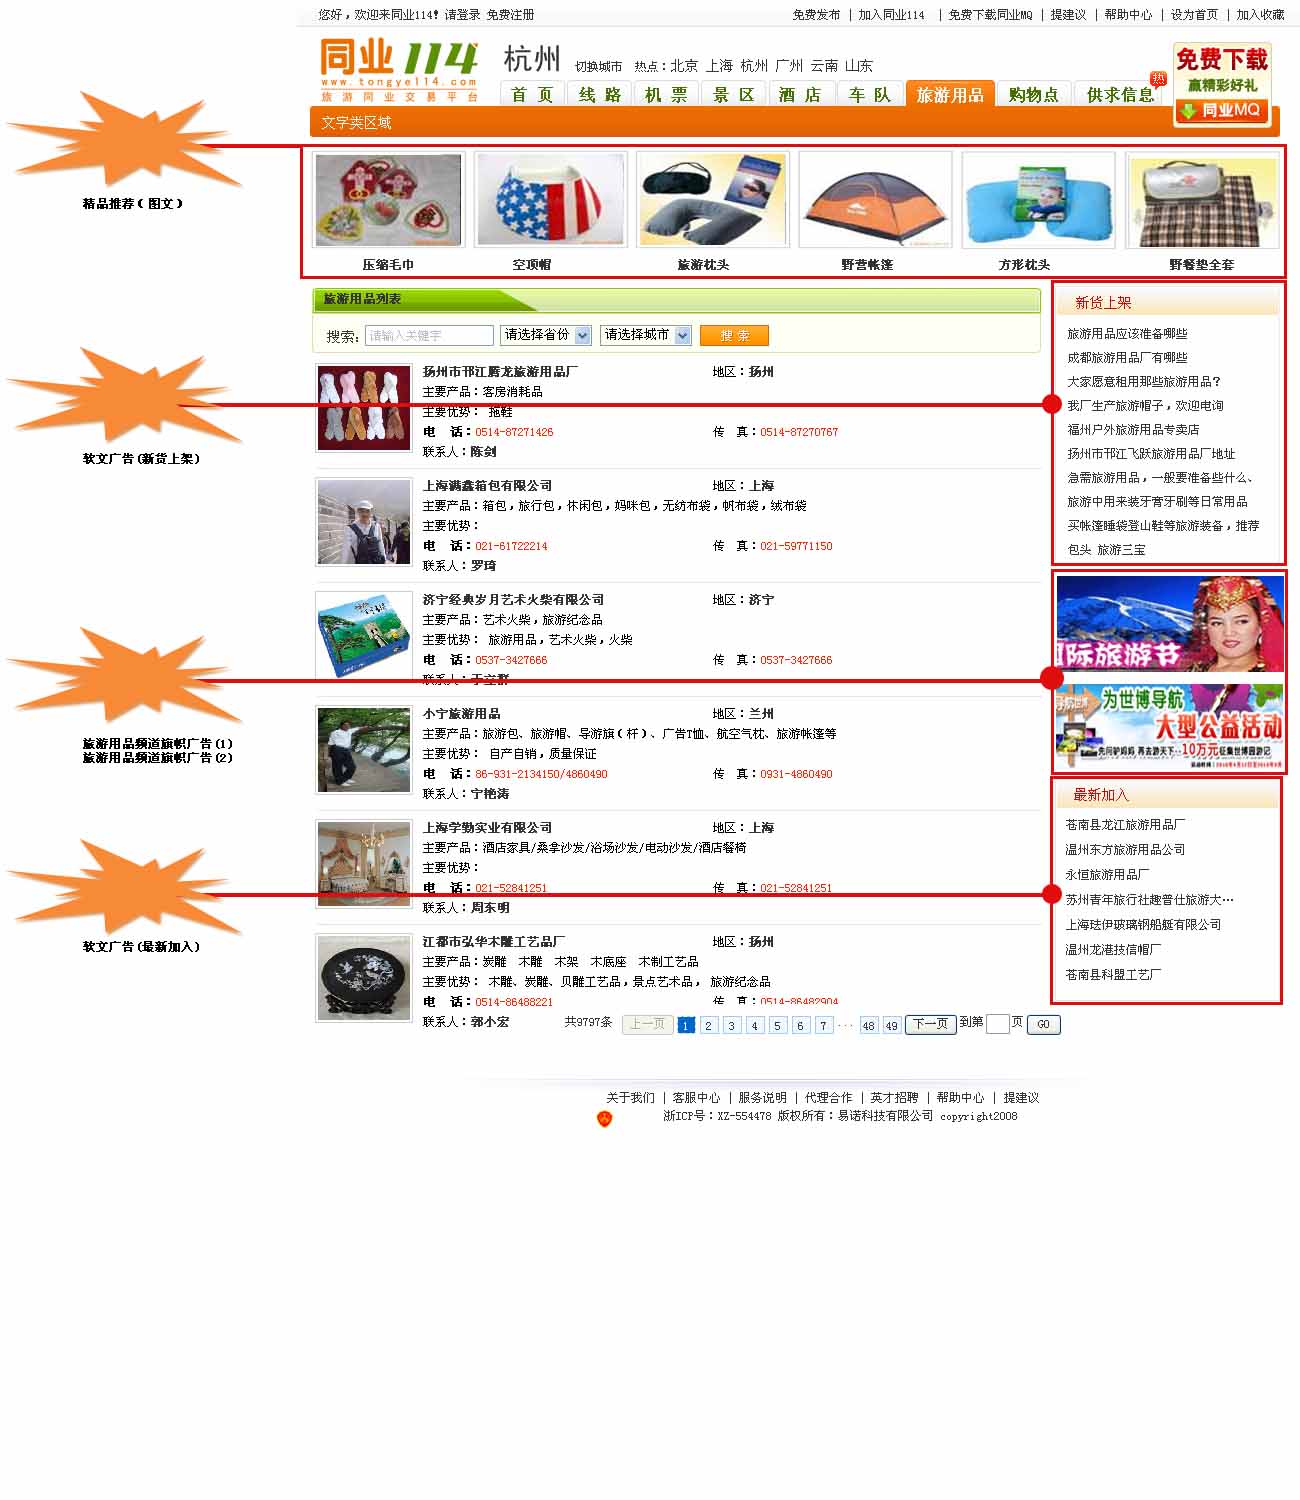 您好，欢迎来同业114! 请登录 免费注册
免费发布 | 加入同业114 | 免费下载同业MQ | 提建议 | 帮助中心 | 设为首页 | 加入收藏
同业114
www.tongye114.com
旅游同业交易平台
杭州 切换城市 热点：北京 上海 杭州 广州 云南 山东
首 页 线 路 机 票 景 区 酒 店 车 队 旅游用品 购物点 供求信息 热
免费下载
赢精彩好礼
同业MQ
文字类区域
精品推荐（图文）
压缩毛巾 空顶帽 旅游枕头 野营帐篷 方形枕头 野餐垫全套
旅游用品列表
搜索： 请输入关键字 请选择省份 请选择城市 搜 索
扬州市邗江腾龙旅游用品厂 地区：扬州
主要产品：客房消耗品
主要优势： 拖鞋
电 话：0514-87271426 传 真：0514-87270767
联系人：陈剑
上海满鑫箱包有限公司 地区：上海
主要产品：箱包，旅行包，休闲包，妈咪包，无纺布袋，帆布袋，绒布袋
主要优势：
电 话：021-61722214 传 真：021-59771150
联系人：罗琦
济宁经典岁月艺术火柴有限公司 地区：济宁
主要产品：艺术火柴，旅游纪念品
主要优势： 旅游用品，艺术火柴，火柴
电 话：0537-3427666 传 真：0537-3427666
联系人：于立群
小宁旅游用品 地区：兰州
主要产品：旅游包、旅游帽、导游旗（杆）、广告T恤、航空气枕、旅游帐篷等
主要优势： 自产自销，质量保证
电 话：86-931-2134150/4860490 传 真：0931-4860490
联系人：宁艳涛
上海学勤实业有限公司 地区：上海
主要产品：酒店家具/桑拿沙发/浴场沙发/电动沙发/酒店餐椅
主要优势：
电 话：021-52841251 传 真：021-52841251
联系人：周东明
江都市弘华木雕工艺品厂 地区：扬州
主要产品：炭雕 木雕 木架 木底座 木制工艺品
主要优势： 木雕、炭雕、贝雕工艺品，景点艺术品， 旅游纪念品
电 话：0514-86488221 传 真：0514-86482904
联系人：郭小宏
共9797条 上一页 1 2 3 4 5 6 7 ... 48 49 下一页 到第 页 GO
新货上架
旅游用品应该准备哪些
成都旅游用品厂有哪些
大家愿意租用那些旅游用品?
我厂生产旅游帽子，欢迎电询
福州户外旅游用品专卖店
扬州市邗江飞跃旅游用品厂地址
急需旅游用品，一般要准备些什么、
旅游中用来装牙膏牙刷等日常用品
买帐篷睡袋登山鞋等旅游装备，推荐
包头 旅游三宝
国际旅游节
为世博导航
大型公益活动
先问驴妈妈 再去游天下--10万元征集世博园游记
最新加入
苍南县龙江旅游用品厂
温州东方旅游用品公司
永恒旅游用品厂
苏州青年旅行社趣普仕旅游大…
上海珐伊玻璃钢船艇有限公司
温州龙港技信帽厂
苍南县科盟工艺厂
软文广告(新货上架)
旅游用品频道旗帜广告(1)
旅游用品频道旗帜广告(2)
软文广告(最新加入)
关于我们 | 客服中心 | 服务说明 | 代理合作 | 英才招聘 | 帮助中心 | 提建议
浙ICP号：XZ-554478 版权所有：易诺科技有限公司 copyright2008